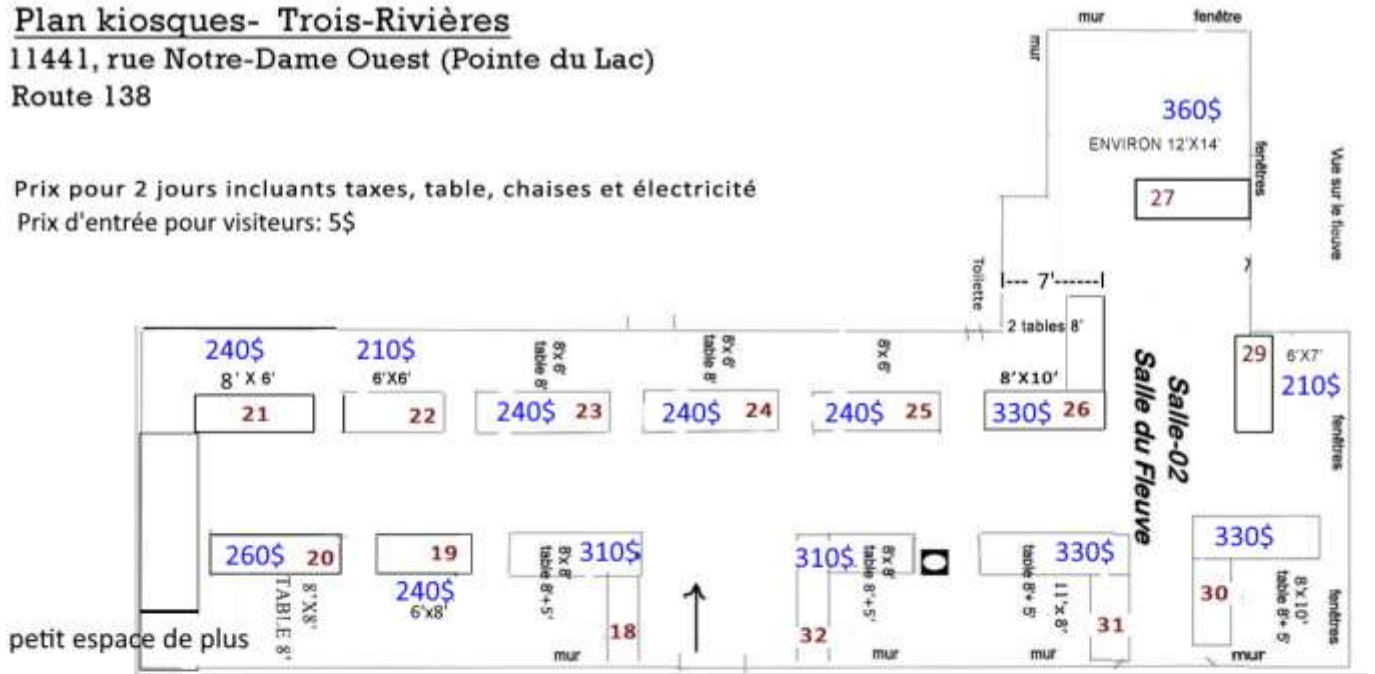 Plan kiosques- Trois-Rivières
11441, rue Notre-Dame Ouest (Pointe du Lac)
Route 138
Prix pour 2 jours incluants taxes, table, chaises et électricité
Prix d'entrée pour visiteurs: 5$
mur
fenêtre
mur
360$
ENVIRON 12'X14'
fenêtres
Vue sur le fleuve
27
Toilette
|--- 7'------|
2 tables 8'
240$
8' X 6'
21
210$
6'X6'
22
8'x 6'
table 8'
240$ 23
8'x 6'
table 8'
240$ 24
8'x 6'
240$ 25
8'X10'
330$ 26
Salle-02
Salle du Fleuve
29
6'X7'
210$
fenêtres
260$ 20
8'X8'
TABLE 8'
19
240$
6'x8'
310$
8'x 8'
table 8'+5'
18
mur
310$
8'x 8'
table 8'+5'
32
mur
330$
table 8'+ 5'
11'x 8'
31
mur
330$
30
8'x 10'
table 8'+ 5'
fenêtres
mur
petit espace de plus